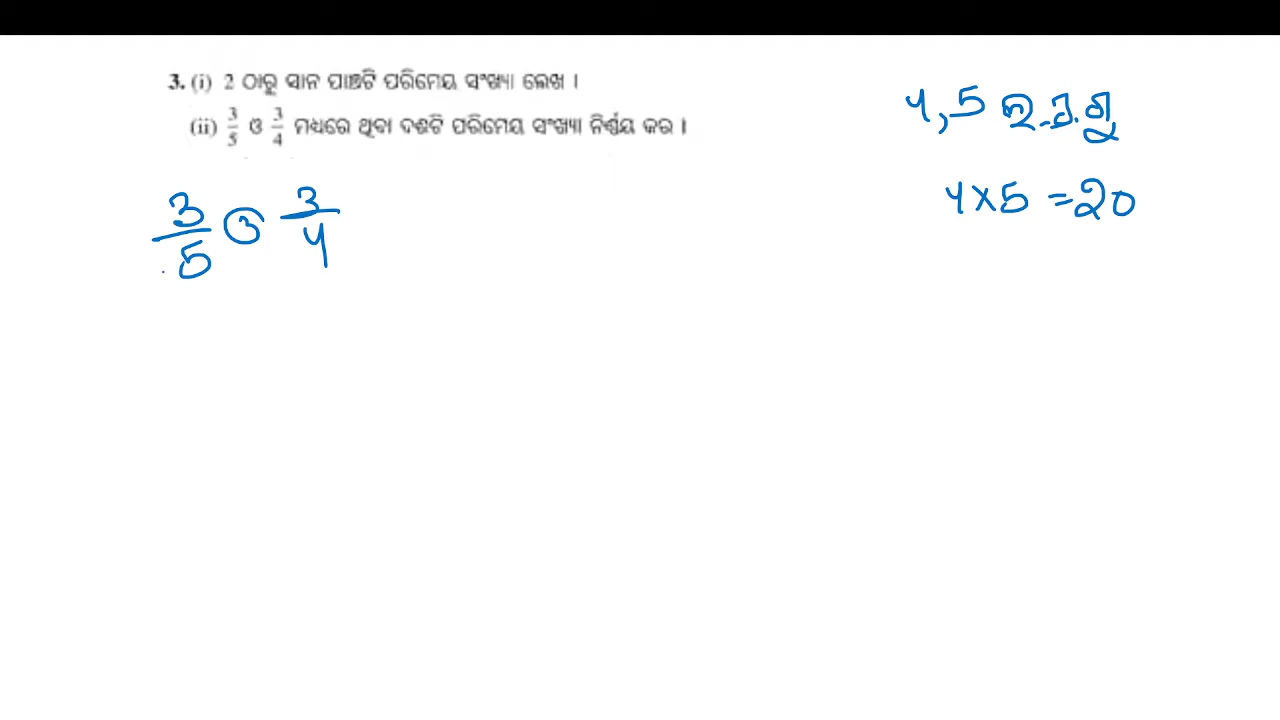 3. (i) 2 ଠାରୁ ସାନ ପାଞ୍ଚଟି ପରିମେୟ ସଂଖ୍ୟା ଲେଖ ।
(ii) 3/5 ଓ 3/4 ମଧ୍ୟରେ ଥିବା ଦଶଟି ପରିମେୟ ସଂଖ୍ୟା ନିର୍ଣ୍ଣୟ କର ।
4, 5 ଲ.ସା.ଗୁ
4 x 5 = 20
3/5 ଓ 3/4